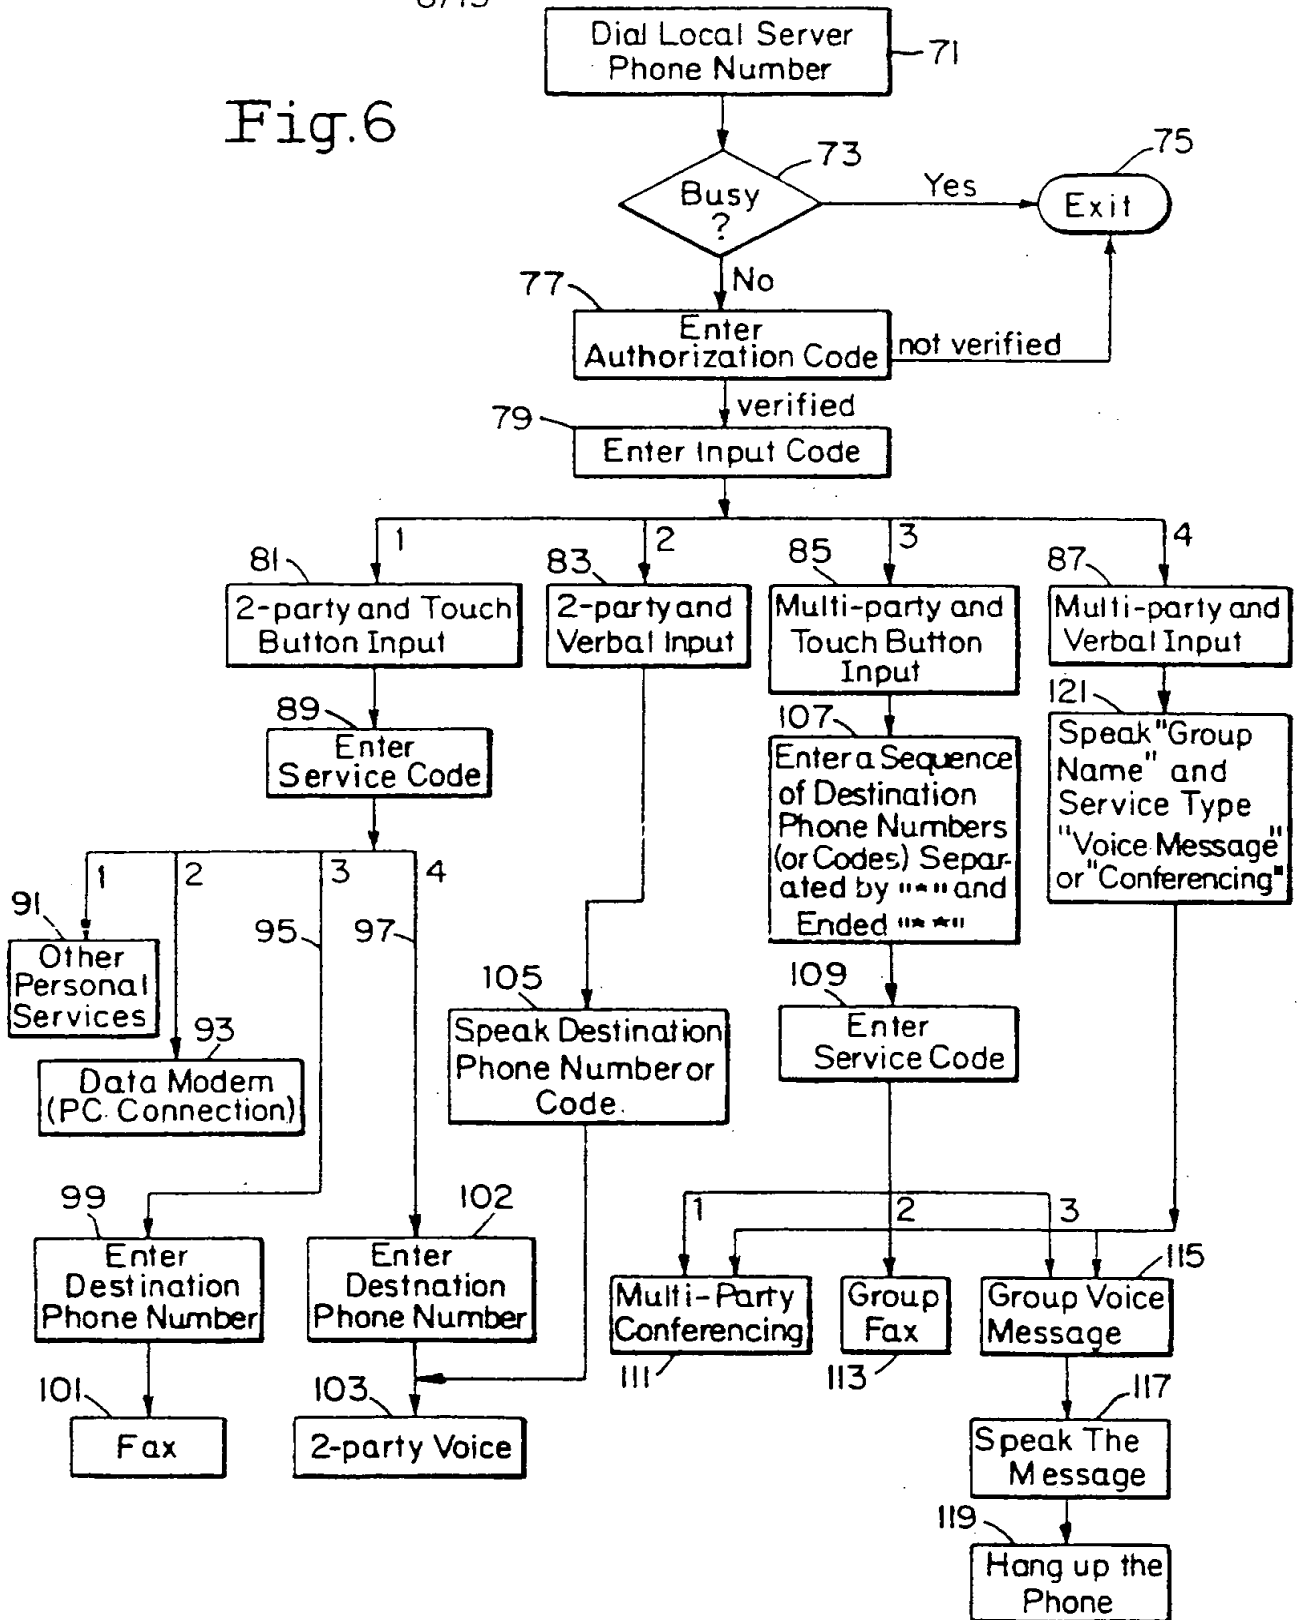 Fig.6
Dial Local Server
Phone Number
71
Busy
?
73
Yes
75
Exit
No
77
Enter
Authorization Code
not verified
verified
79
Enter Input Code
1
2
3
4
81
2-party and Touch
Button Input
83
2-party and
Verbal Input
85
Multi-party and
Touch Button
Input
87
Multi-party and
Verbal Input
89
Enter
Service Code
107
Enter a Sequence
of Destination
Phone Numbers
(or Codes) Separ-
ated by "*" and
Ended "**"
121
Speak "Group
Name" and
Service Type
"Voice Message"
or "Conferencing"
1
2
3
4
91
Other
Personal
Services
93
Data Modem
(PC Connection)
95
97
105
Speak Destination
Phone Number or
Code.
109
Enter
Service Code
99
Enter
Destination
Phone Number
102
Enter
Destnation
Phone Number
1
2
3
Multi-Party
Conferencing
111
Group
Fax
113
115
Group Voice
Message
101
Fax
103
2-party Voice
117
Speak The
Message
119
Hang up the
Phone